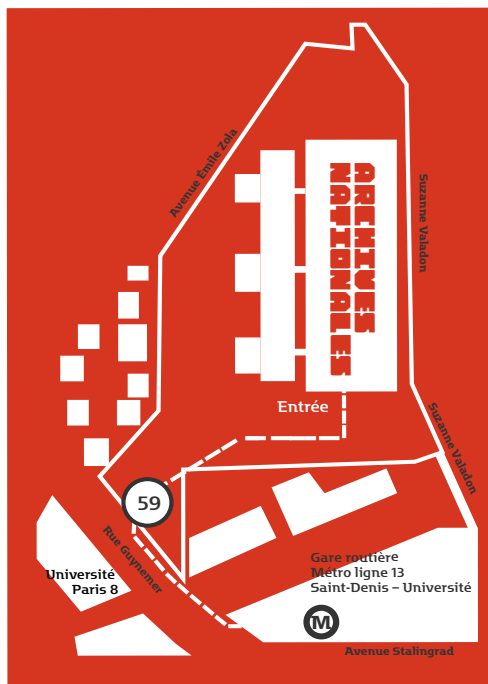 Avenue Émile Zola
ARCHIVES
NATIONALES
Suzanne Valadon
Entrée
Suzanne Valadon
59
Rue Guynemer
Université
Paris 8
Gare routière
Métro ligne 13
Saint-Denis – Université
M
Avenue Stalingrad